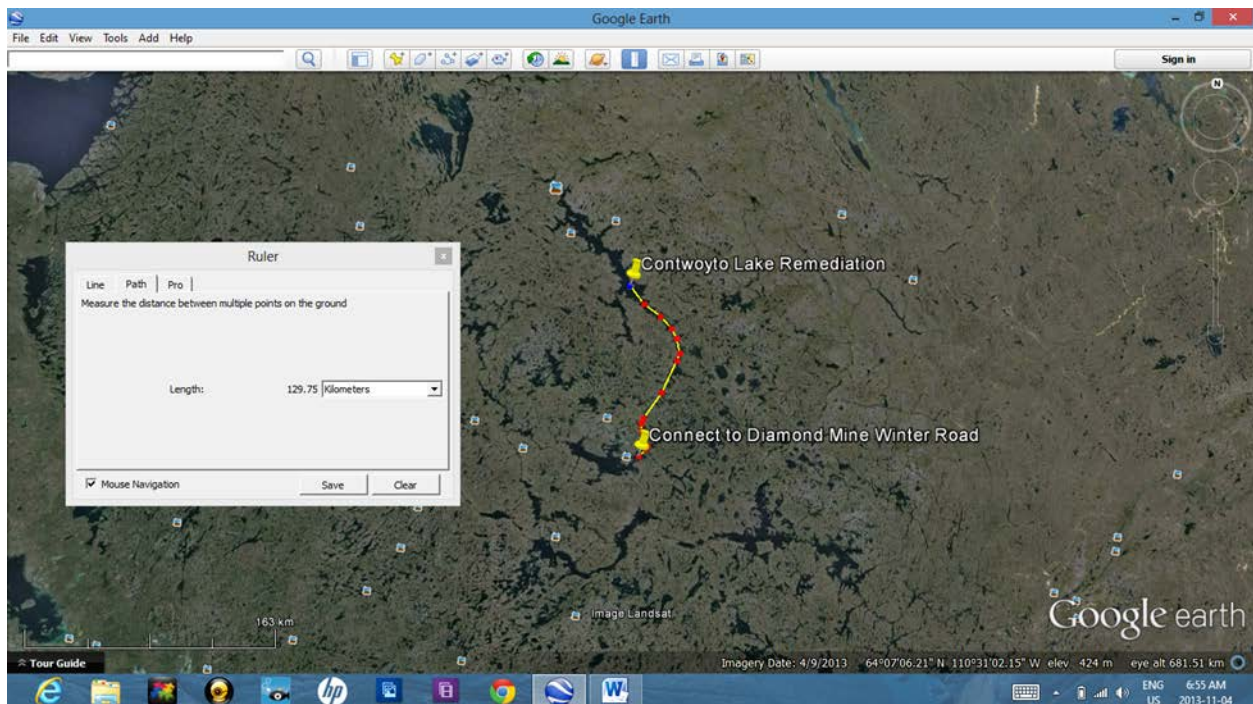 Google Earth
File Edit View Tools Add Help
Sign in
N
Contwoyto Lake Remediation
Ruler
Line Path Pro
Measure the distance between multiple points on the ground
Length: 129.75 Kilometers
Connect to Diamond Mine Winter Road
Mouse Navigation Save Clear
163 km
Image Landsat
Google earth
Tour Guide
Imagery Date: 4/9/2013 64°07'06.21" N 110°31'02.15" W elev 424 m eye alt 681.51 km
hp
W
ENG 6:55 AM
US 2013-11-04